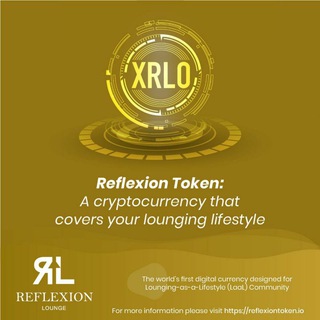 XRLO
Reflexion Token:
A cryptocurrency that
covers your lounging lifestyle
RL
REFLEXION
LOUNGE
The world's first digital currency designed for
Lounging-as-a-Lifestyle (LaaL) Community
For more information please visit https://reflexiontoken.io